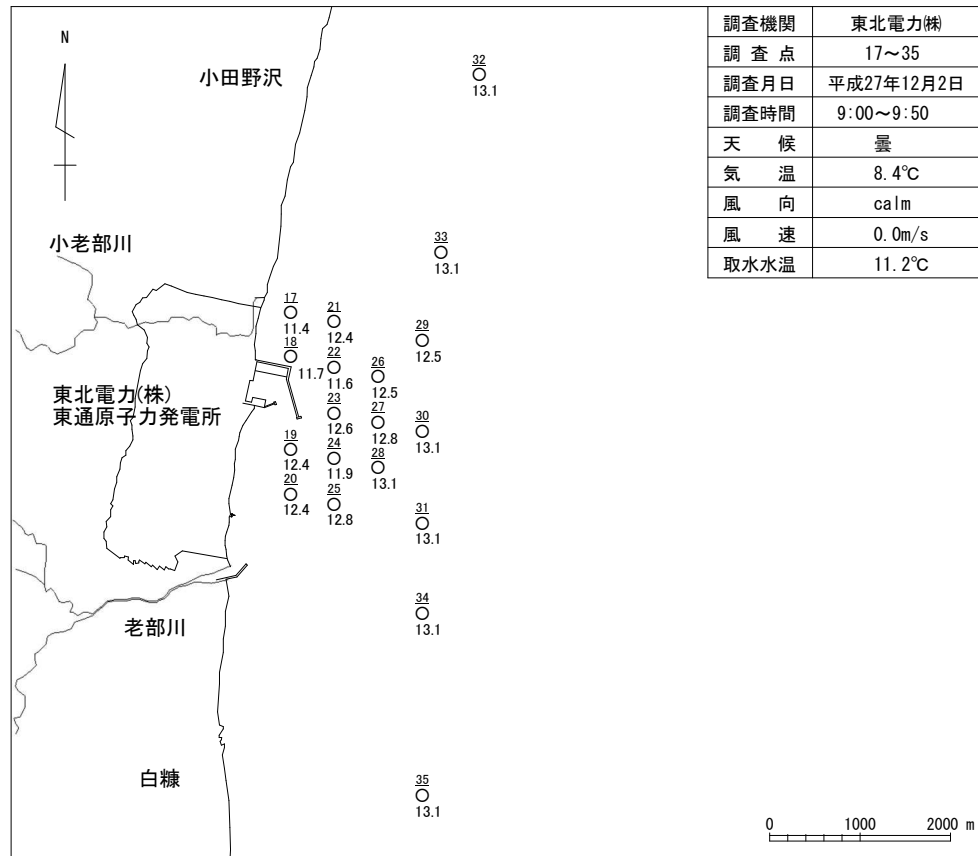 調査機関 東北電力㈱
調査点 17～35
調査月日 平成27年12月2日
調査時間 9:00～9:50
天候 曇
気温 8.4℃
風向 calm
風速 0.0m/s
取水水温 11.2℃
N
小田野沢
32
13.1
小老部川
33
13.1
17
11.4
21
12.4
29
12.5
18
11.7
22
11.6
26
12.5
東北電力(株)
東通原子力発電所
23
12.6
27
12.8
30
13.1
19
12.4
24
11.9
28
13.1
20
12.4
25
12.8
31
13.1
34
13.1
老部川
白糠
35
13.1
0 1000 2000 m